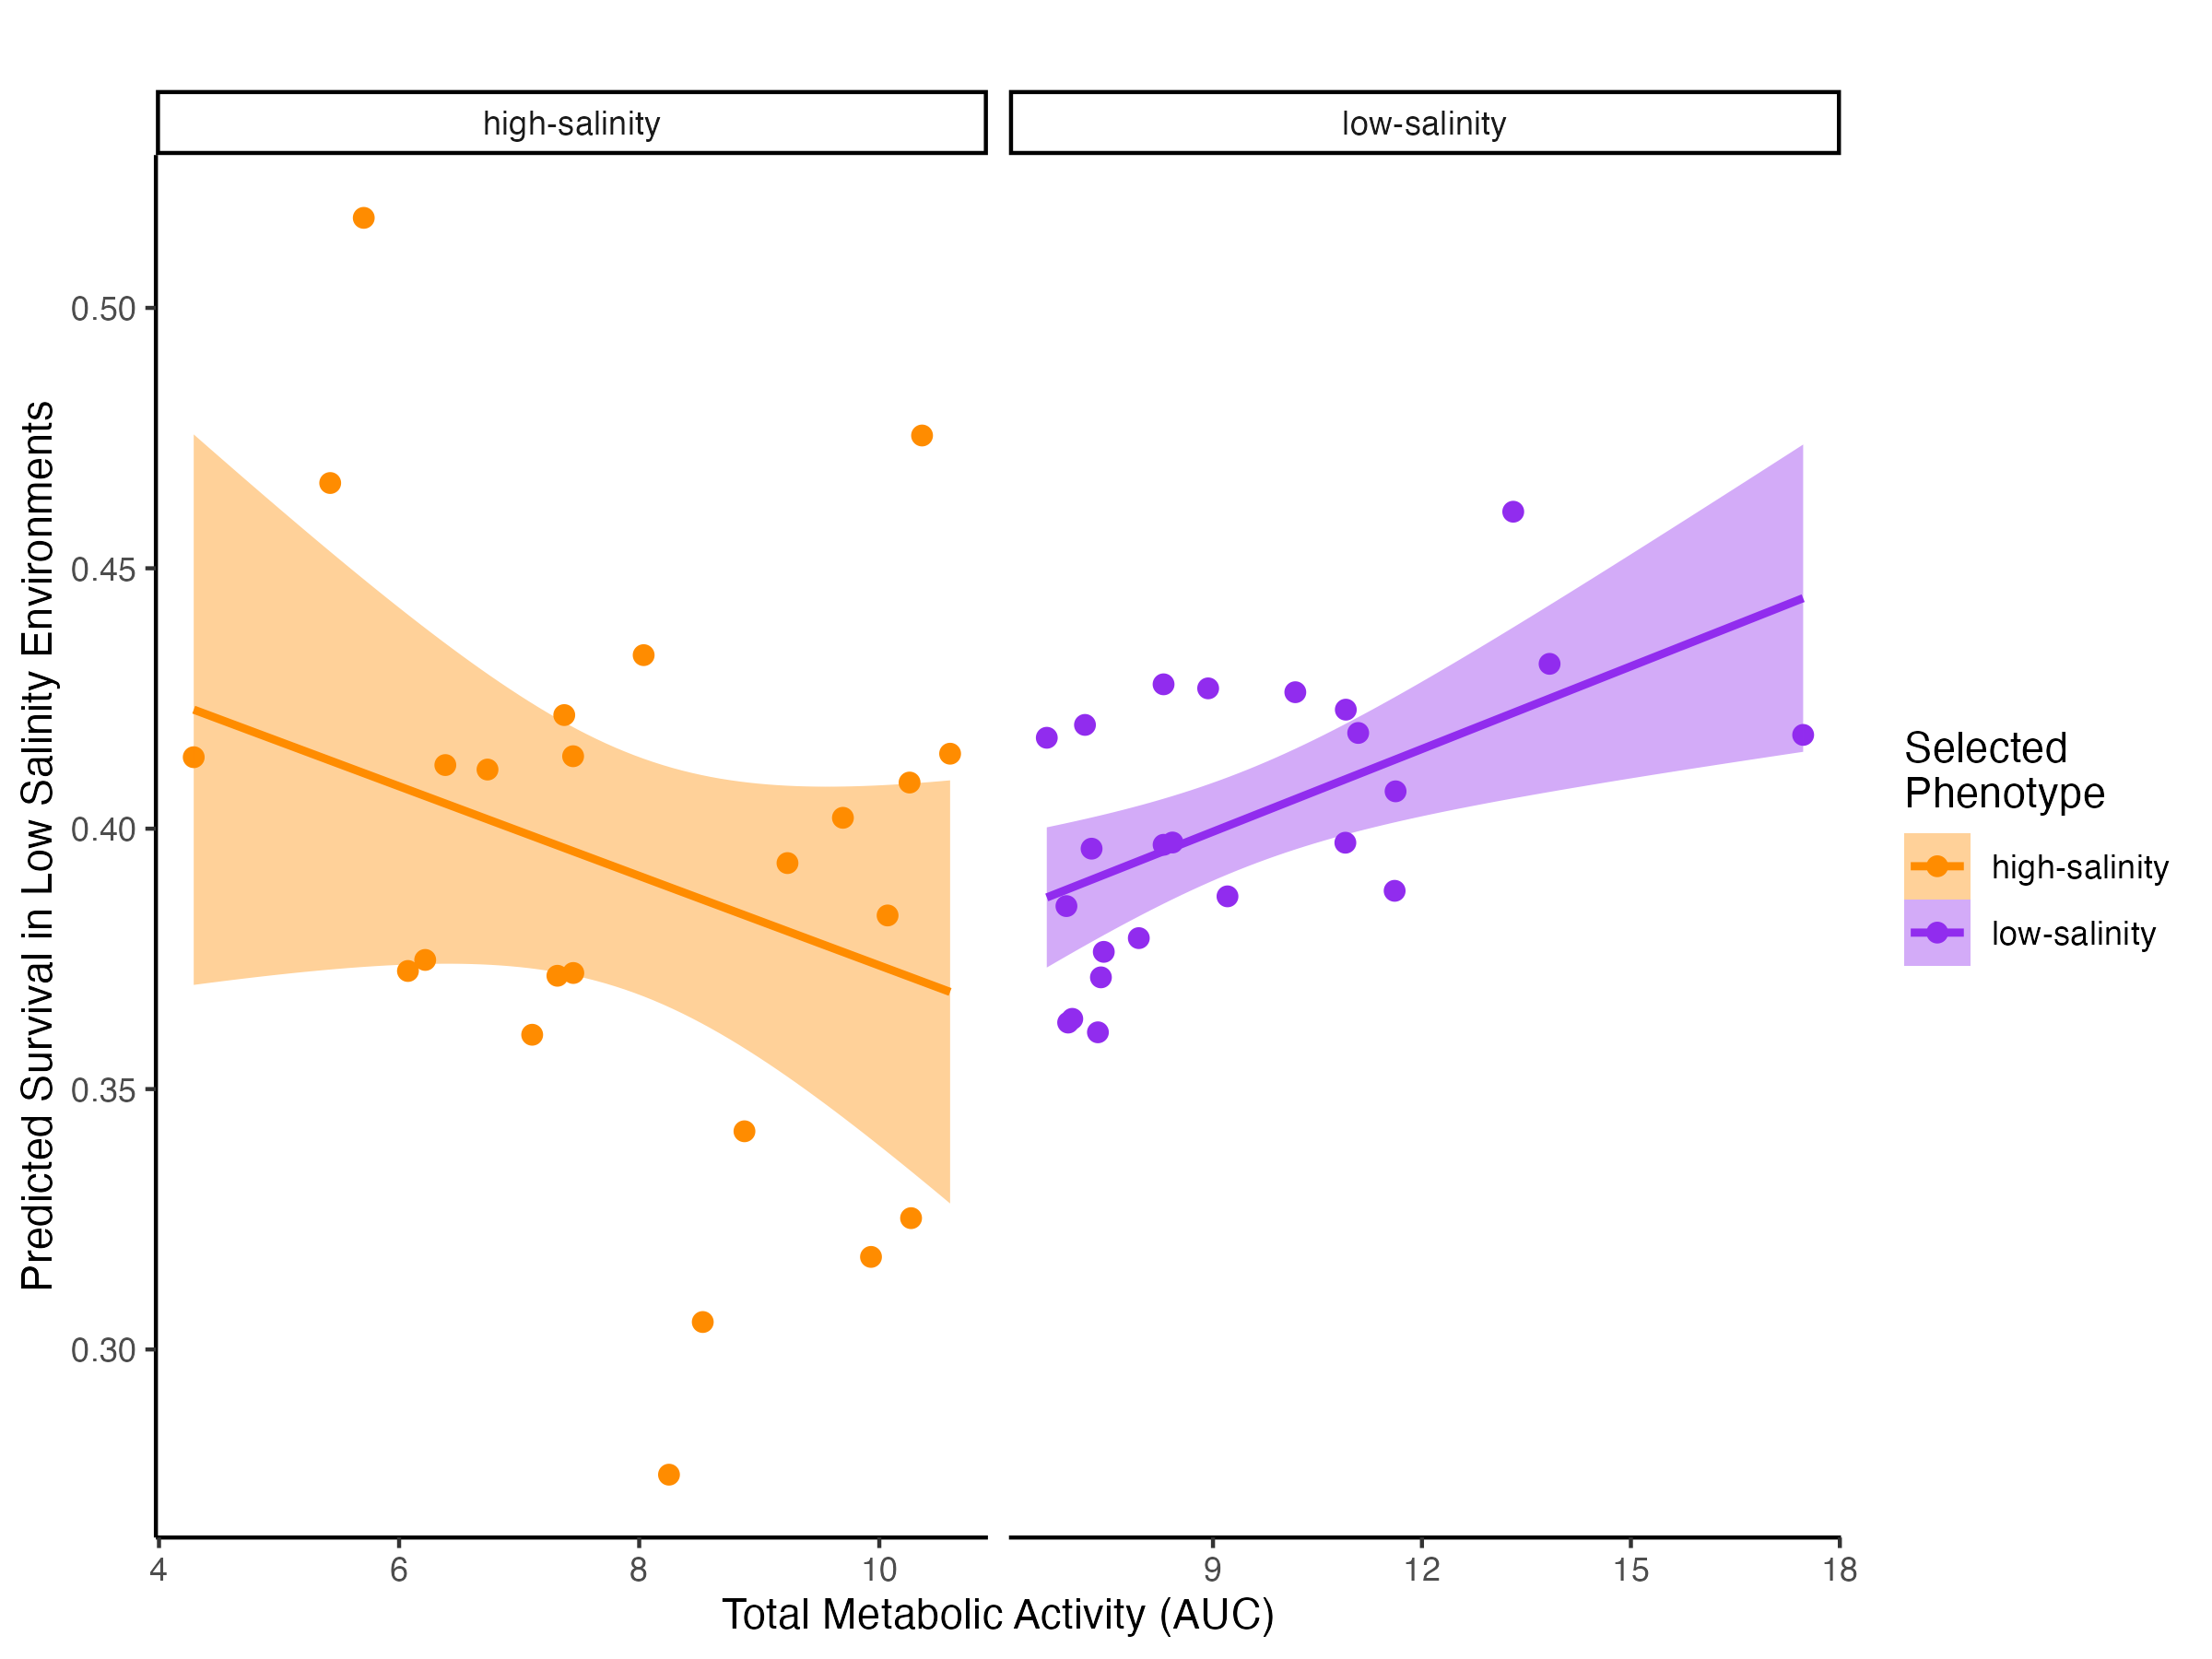 high-salinity
low-salinity
Predicted Survival in Low Salinity Environments
0.50
0.45
0.40
0.35
0.30
4
6
8
10
9
12
15
18
Total Metabolic Activity (AUC)
Selected
Phenotype
high-salinity
low-salinity